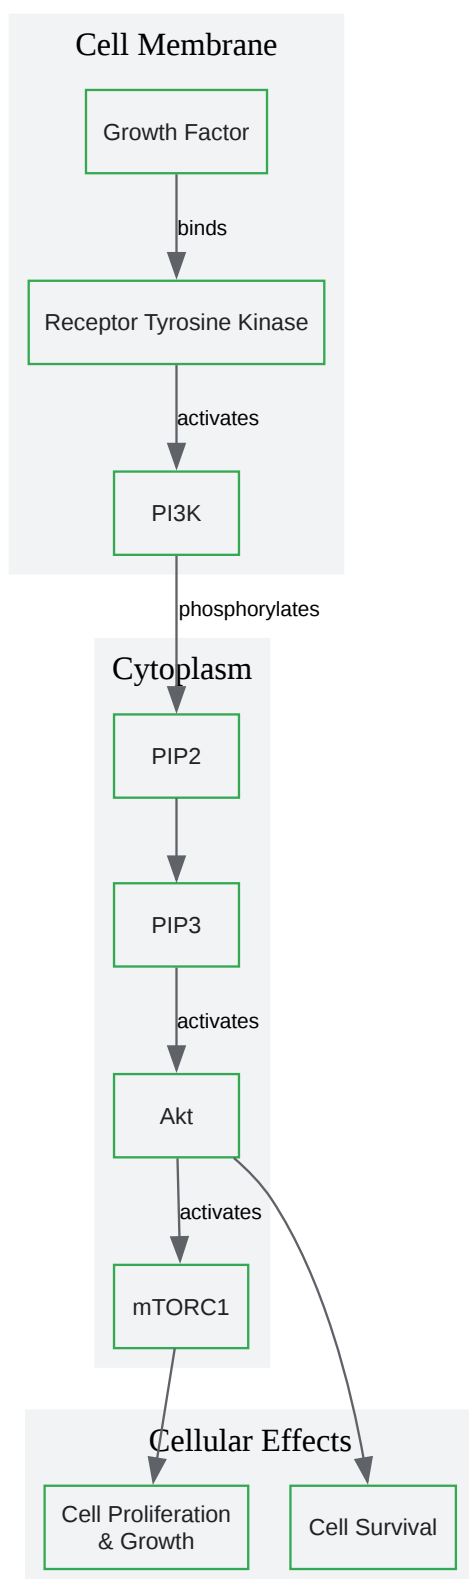 Cell Membrane
Growth Factor
binds
Receptor Tyrosine Kinase
activates
PI3K
phosphorylates
Cytoplasm
PIP2
PIP3
activates
Akt
activates
mTORC1
Cellular Effects
Cell Proliferation
& Growth
Cell Survival